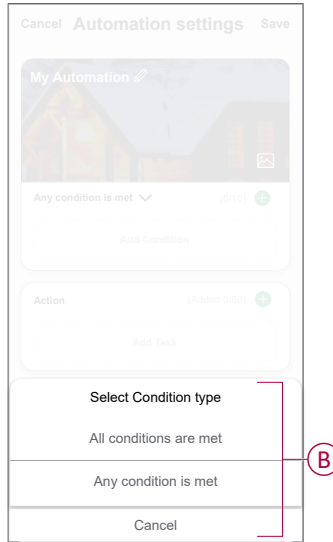 Cancel Automation settings Save
My Automation
Any condition is met (0/10)
Add Condition
Action (Added 0/50)
Add Task
Select Condition type
All conditions are met
Any condition is met
Cancel
B